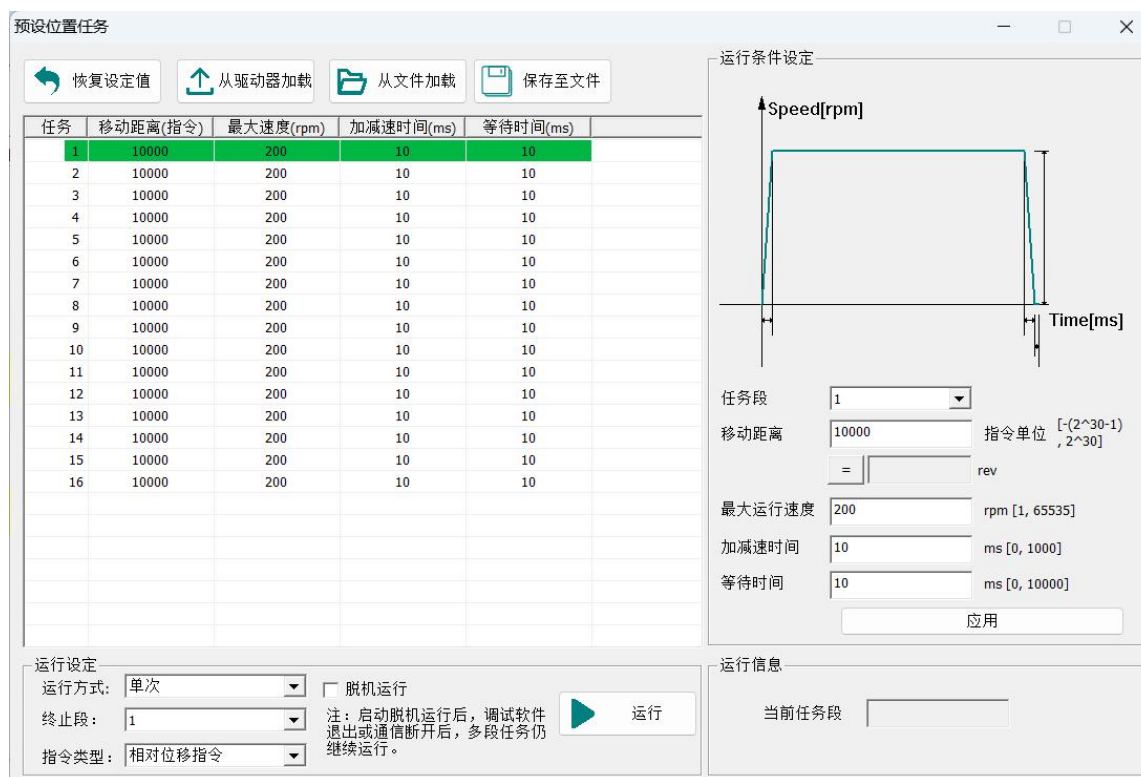 预设位置任务
恢复设定值 从驱动器加载 从文件加载 保存至文件
任务 移动距离(指令) 最大速度(rpm) 加减速时间(ms) 等待时间(ms)
1 10000 200 10 10
2 10000 200 10 10
3 10000 200 10 10
4 10000 200 10 10
5 10000 200 10 10
6 10000 200 10 10
7 10000 200 10 10
8 10000 200 10 10
9 10000 200 10 10
10 10000 200 10 10
11 10000 200 10 10
12 10000 200 10 10
13 10000 200 10 10
14 10000 200 10 10
15 10000 200 10 10
16 10000 200 10 10
运行条件设定
Speed[rpm]
Time[ms]
任务段 1
移动距离 10000 指令单位 [-(2^30-1)
, 2^30]
= rev
最大运行速度 200 rpm [1, 65535]
加减速时间 10 ms [0, 1000]
等待时间 10 ms [0, 10000]
应用
运行设定
运行方式: 单次
终止段: 1
指令类型: 相对位移指令
脱机运行
注: 启动脱机运行后, 调试软件
退出或通信断开后, 多段任务仍
继续运行。
运行
运行信息
当前任务段